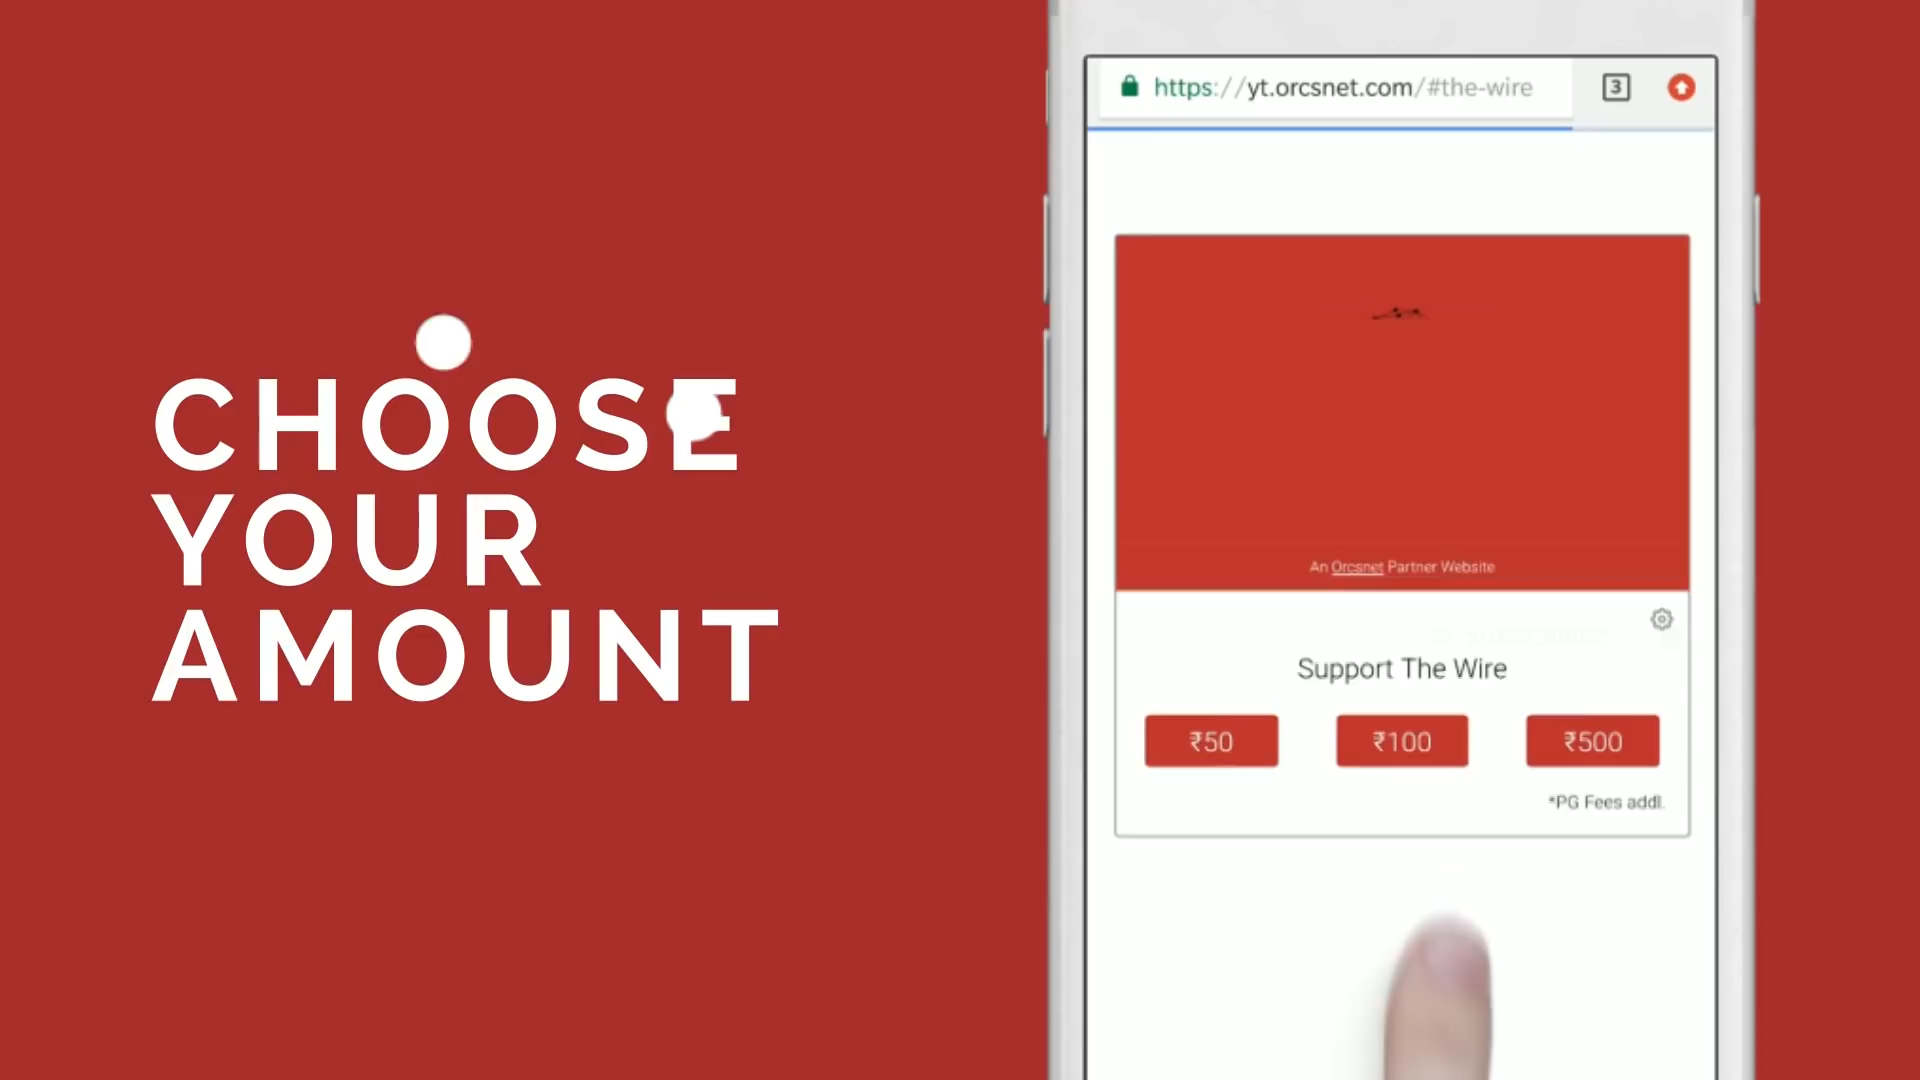 CHOOSE
YOUR
AMOUNT
https://yt.orcsnet.com/#the-wire
3
An Orcsnet Partner Website
Support The Wire
₹50
₹100
₹500
*PG Fees addl.